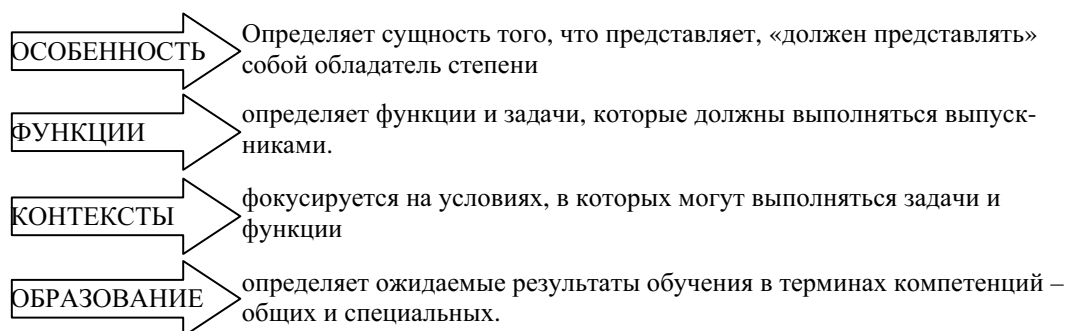 ОСОБЕННОСТЬ
Определяет сущность того, что представляет, «должен представлять»
собой обладатель степени
ФУНКЦИИ
определяет функции и задачи, которые должны выполняться выпуск-
никами.
КОНТЕКСТЫ
фокусируется на условиях, в которых могут выполняться задачи и
функции
ОБРАЗОВАНИЕ
определяет ожидаемые результаты обучения в терминах компетенций –
общих и специальных.